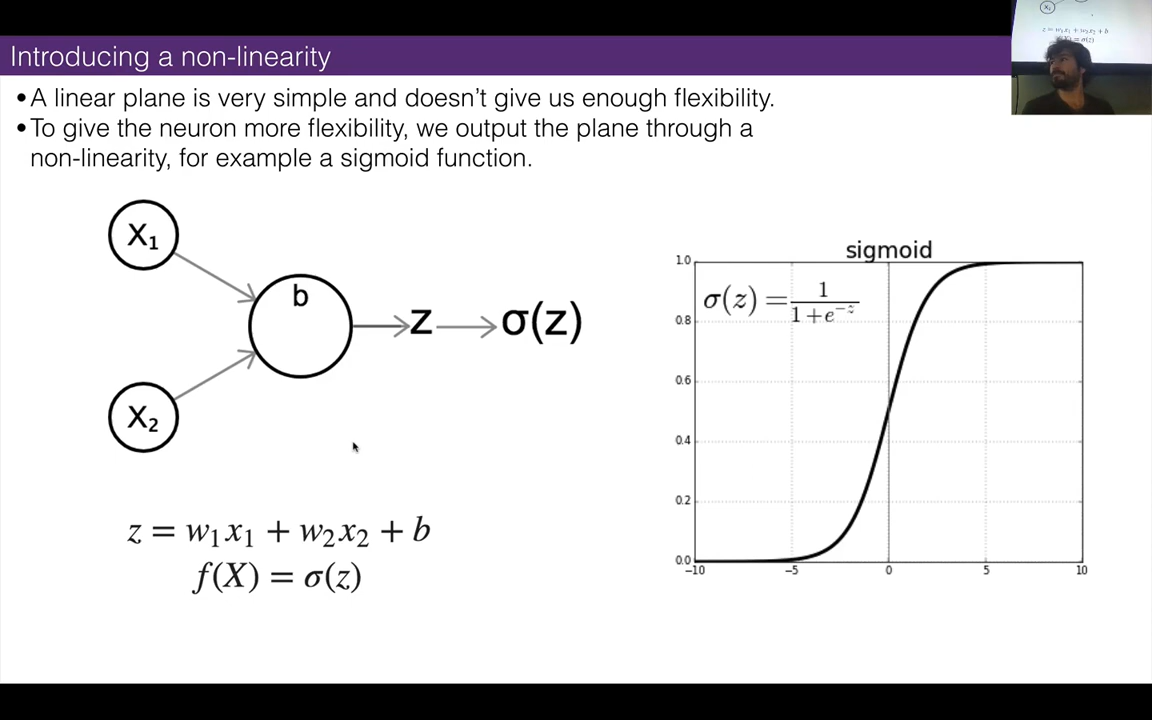 Introducing a non-linearity
•A linear plane is very simple and doesn't give us enough flexibility.
•To give the neuron more flexibility, we output the plane through a
non-linearity, for example a sigmoid function.
X₁
b
z
σ(z)
X₂
z = w₁x₁ + w₂x₂ + b
f(X) = σ(z)
sigmoid
σ(z) = 1/(1+e⁻ᶻ)
1.0
0.8
0.6
0.4
0.2
0.0
−10 −5 0 5 10
z = w₁x₁ + w₂x₂ + b
= σ(z)